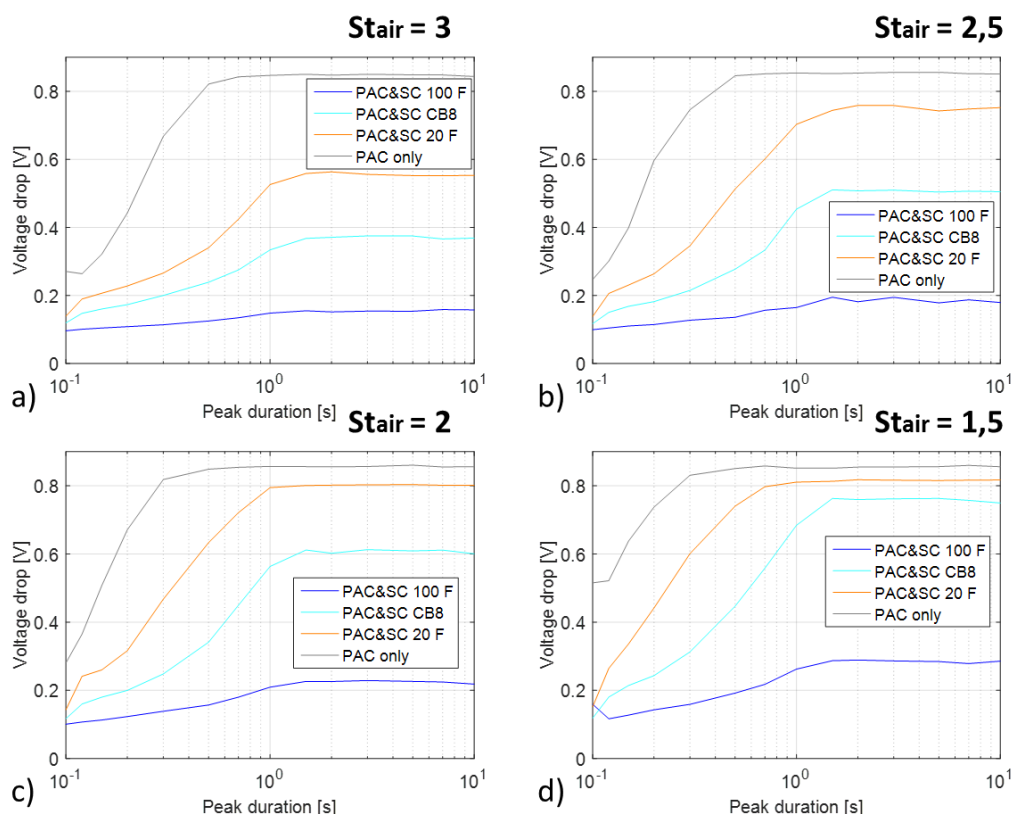 Stair = 3
0.8
0.6
0.4
0.2
0
Voltage drop [V]
PAC&SC 100 F
PAC&SC CB8
PAC&SC 20 F
PAC only
10-1
100
101
Peak duration [s]
a)
Stair = 2,5
0.8
0.6
0.4
0.2
0
Voltage drop [V]
PAC&SC 100 F
PAC&SC CB8
PAC&SC 20 F
PAC only
10-1
100
101
Peak duration [s]
b)
Stair = 2
0.8
0.6
0.4
0.2
0
Voltage drop [V]
PAC&SC 100 F
PAC&SC CB8
PAC&SC 20 F
PAC only
10-1
100
101
Peak duration [s]
c)
Stair = 1,5
0.8
0.6
0.4
0.2
0
Voltage drop [V]
PAC&SC 100 F
PAC&SC CB8
PAC&SC 20 F
PAC only
10-1
100
101
Peak duration [s]
d)